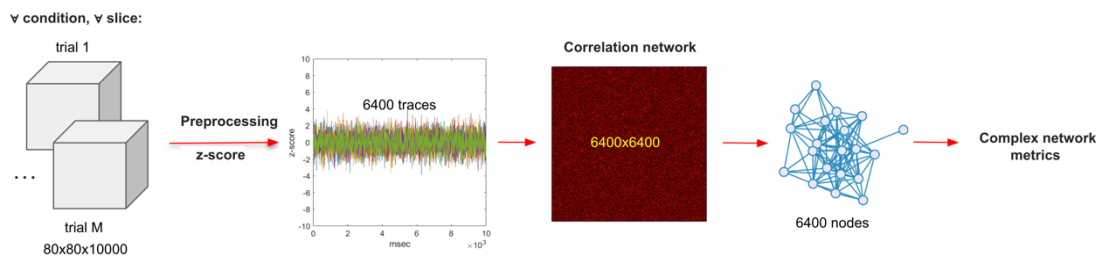 ∀ condition, ∀ slice:
trial 1
...
trial M
80x80x10000
Preprocessing
z-score
6400 traces
z-score
10
8
6
4
2
0
-2
-4
-6
-8
-10
0
2
4
6
8
10
×10³
msec
Correlation network
6400x6400
6400 nodes
Complex network
metrics